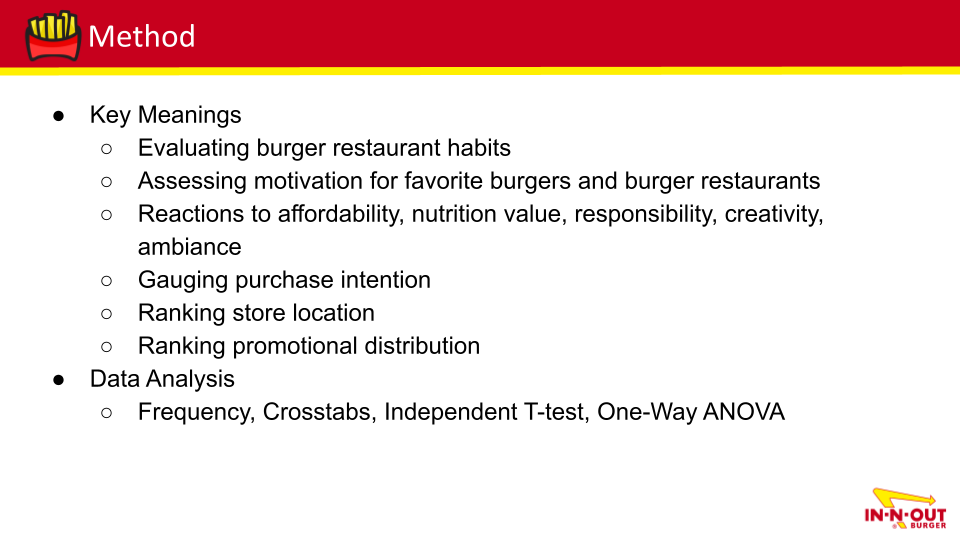 Method
● Key Meanings
○ Evaluating burger restaurant habits
○ Assessing motivation for favorite burgers and burger restaurants
○ Reactions to affordability, nutrition value, responsibility, creativity,
ambiance
○ Gauging purchase intention
○ Ranking store location
○ Ranking promotional distribution
● Data Analysis
○ Frequency, Crosstabs, Independent T-test, One-Way ANOVA
IN-N-OUT
® BURGER